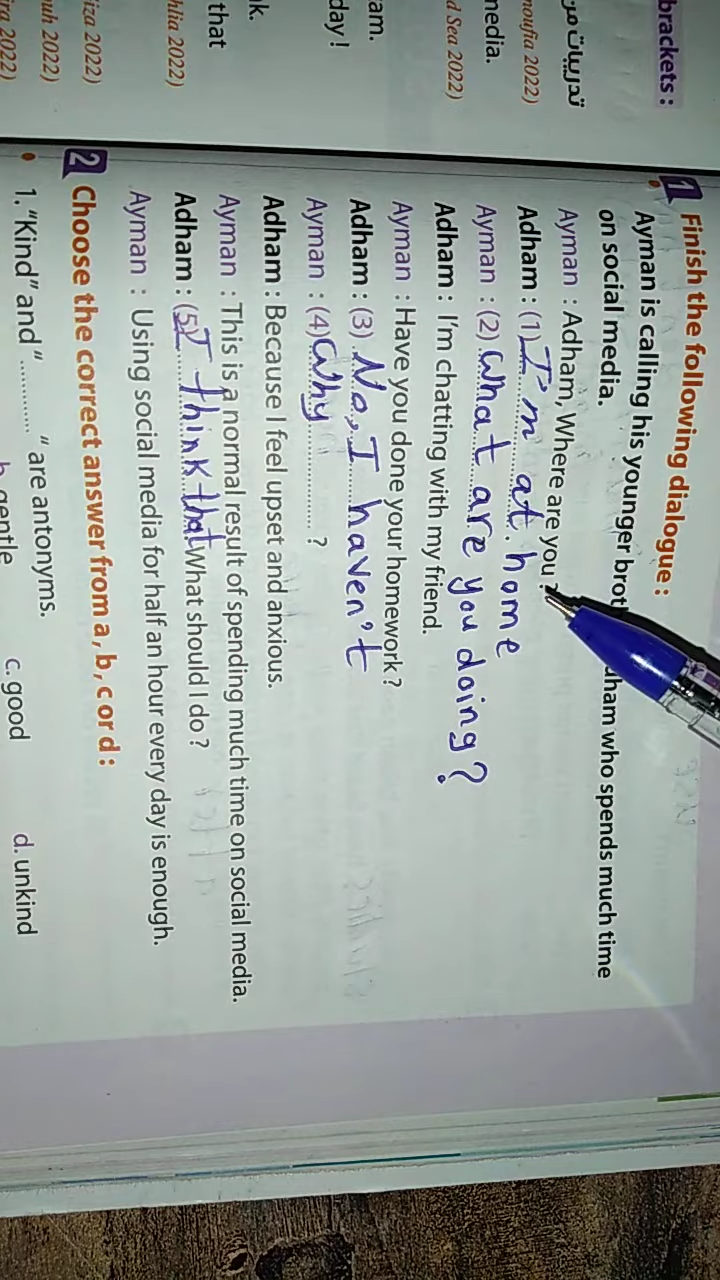 brackets :
تدريبات من
noufia 2022)
media.
d Sea 2022)
am.
day !
k.
that
hlia 2022)
iza 2022)
uh 2022)
2022)
1 Finish the following dialogue :
Ayman is calling his younger brot ham who spends much time
on social media.
Ayman : Adham, Where are you ?
Adham : (1) I'm at home
Ayman : (2) What are you doing?
Adham : I'm chatting with my friend.
Ayman : Have you done your homework ?
Adham : (3) No, I haven't
Ayman : (4) Why ............ ?
Adham : Because I feel upset and anxious.
Ayman : This is a normal result of spending much time on social media.
Adham : (5) I think that What should I do ?
Ayman : Using social media for half an hour every day is enough.
2 Choose the correct answer from a, b, c or d :
1. "Kind" and " ............ " are antonyms.
b. gentle c. good d. unkind